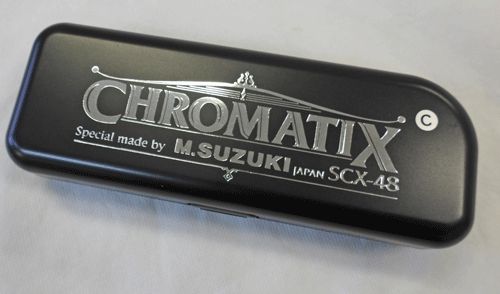 CHROMATIX
C
Special made by M.SUZUKI JAPAN SCX-48